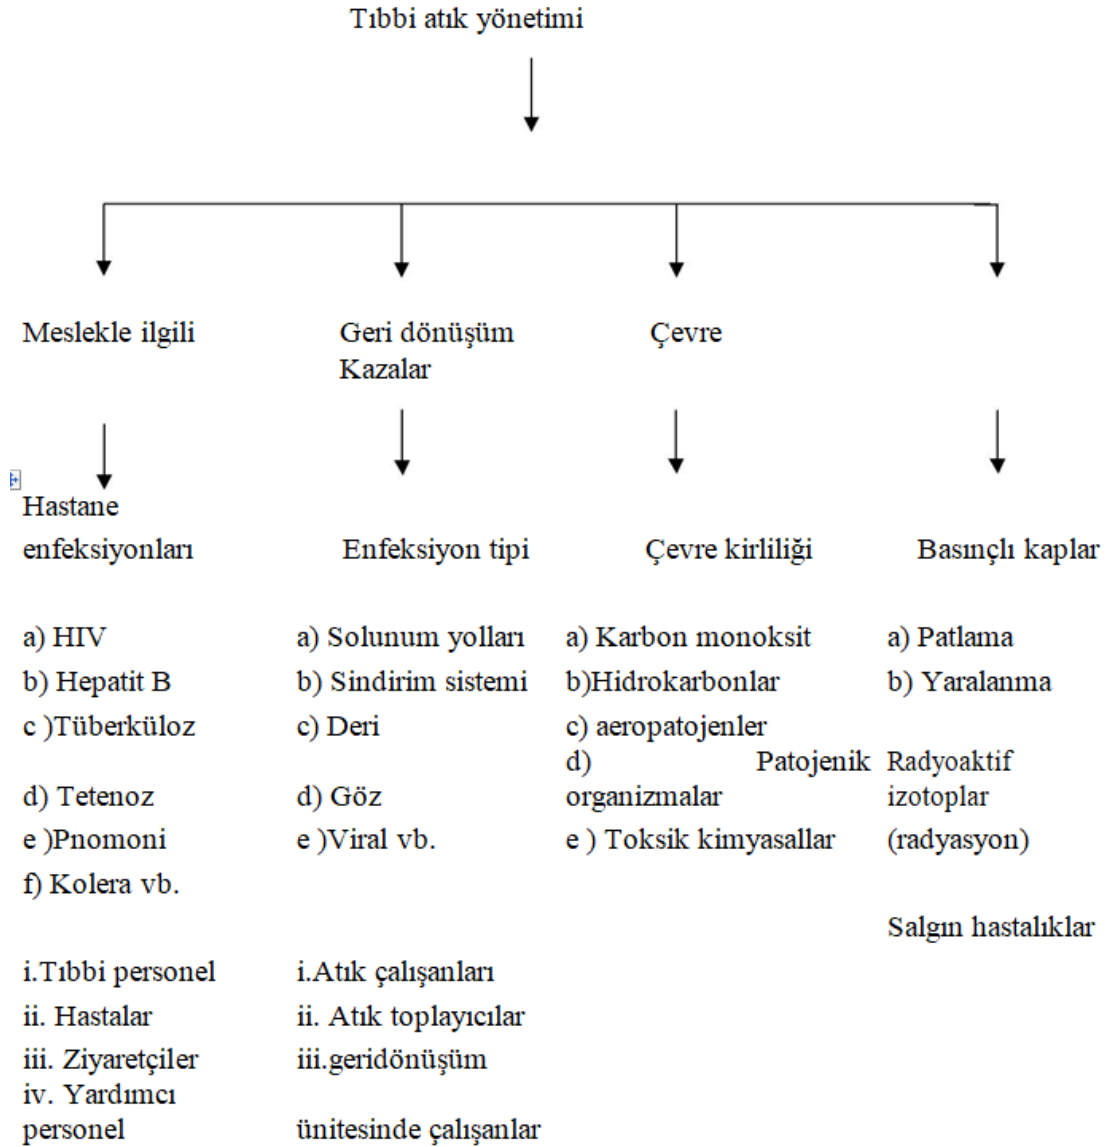 Tıbbi atık yönetimi
Meslekle ilgili
Geri dönüşüm
Kazalar
Çevre
Hastane
enfeksiyonları
Enfeksiyon tipi
Çevre kirliliği
Basınçlı kaplar
a) HIV
b) Hepatit B
c )Tüberküloz
d) Tetenoz
e )Pnomoni
f) Kolera vb.
a) Solunum yolları
b) Sindirim sistemi
c) Deri
d) Göz
e )Viral vb.
a) Karbon monoksit
b)Hidrokarbonlar
c) aeropatojenler
d) Patojenik
organizmalar
e ) Toksik kimyasallar
a) Patlama
b) Yaralanma
Radyoaktif
izotoplar
(radyasyon)
Salgın hastalıklar
i.Tıbbi personel
ii. Hastalar
iii. Ziyaretçiler
iv. Yardımcı
personel
i.Atık çalışanları
ii. Atık toplayıcılar
iii.geridönüşüm
ünitesinde çalışanlar